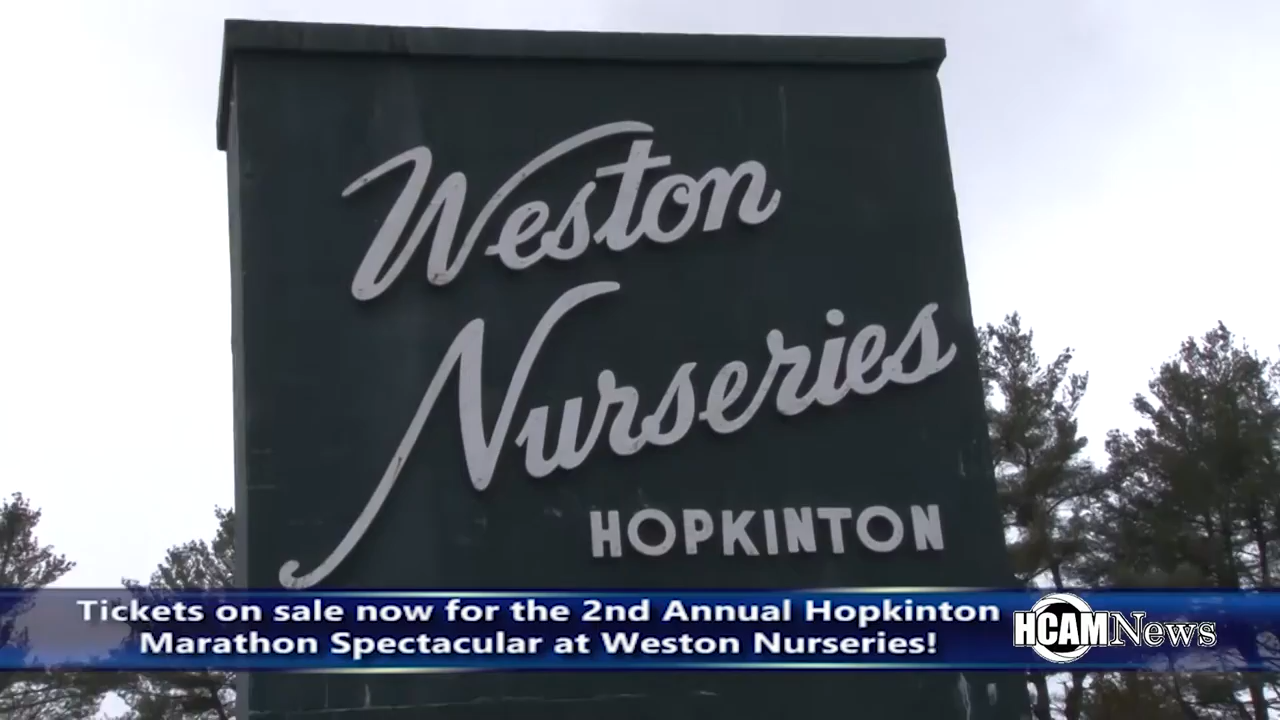 Weston
Nurseries
HOPKINTON
Tickets on sale now for the 2nd Annual Hopkinton
Marathon Spectacular at Weston Nurseries!
HCAMNews